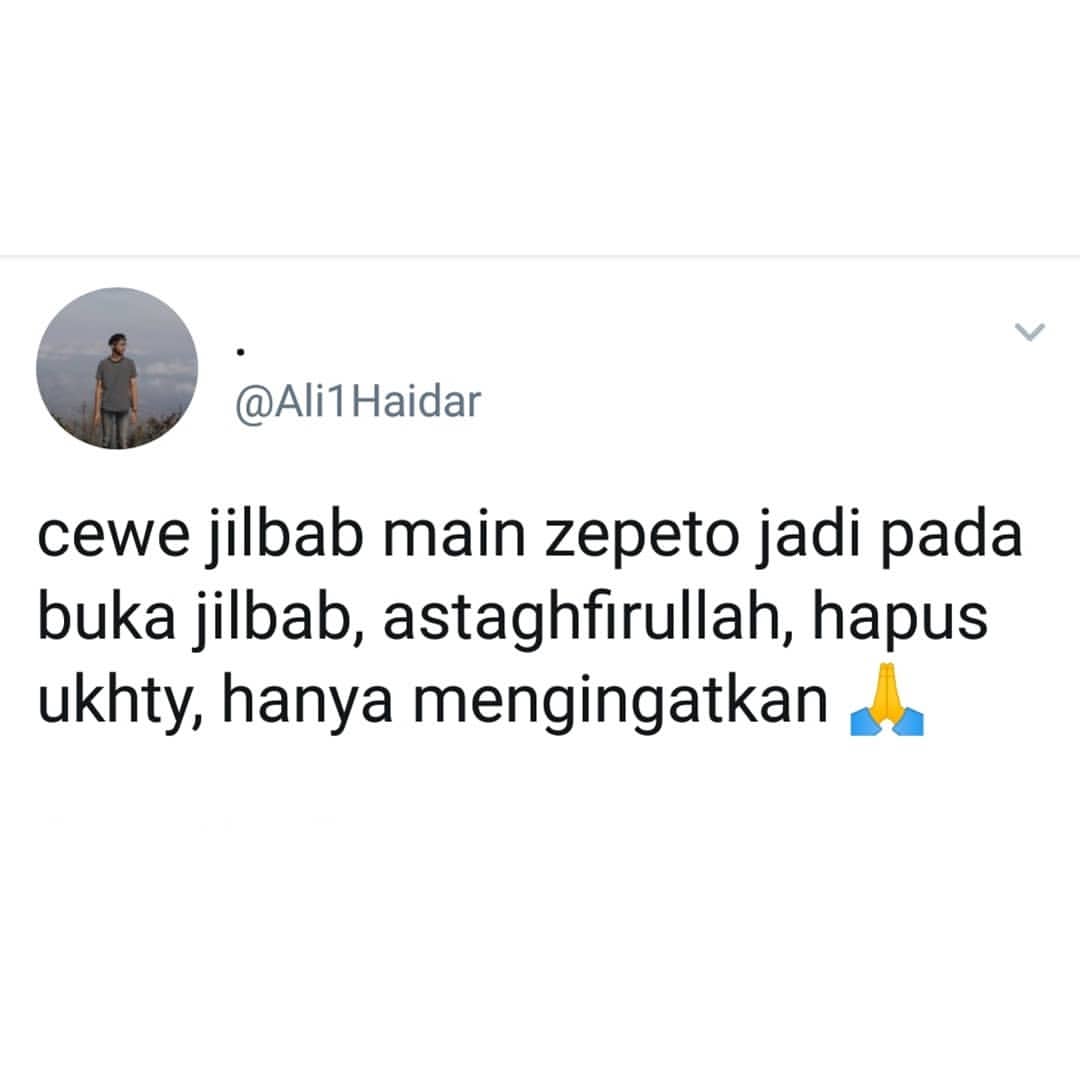 .
@Ali1Haidar
cewe jilbab main zepeto jadi pada
buka jilbab, astaghfirullah, hapus
ukhty, hanya mengingatkan 🙏